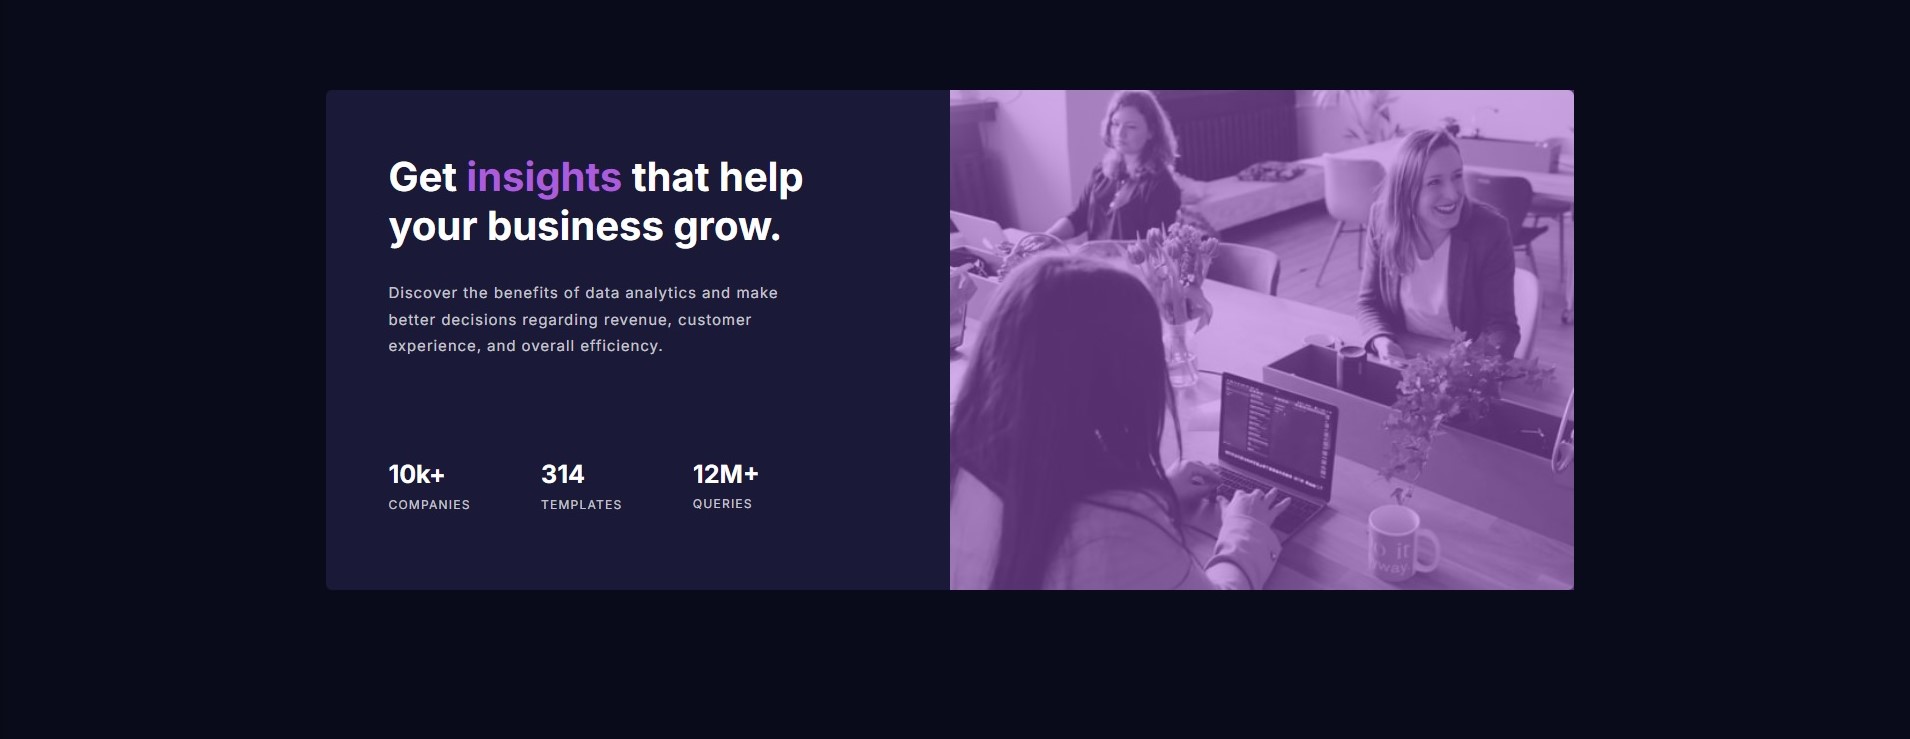 Get insights that help
your business grow.
Discover the benefits of data analytics and make
better decisions regarding revenue, customer
experience, and overall efficiency.
10k+ 314 12M+
COMPANIES TEMPLATES QUERIES